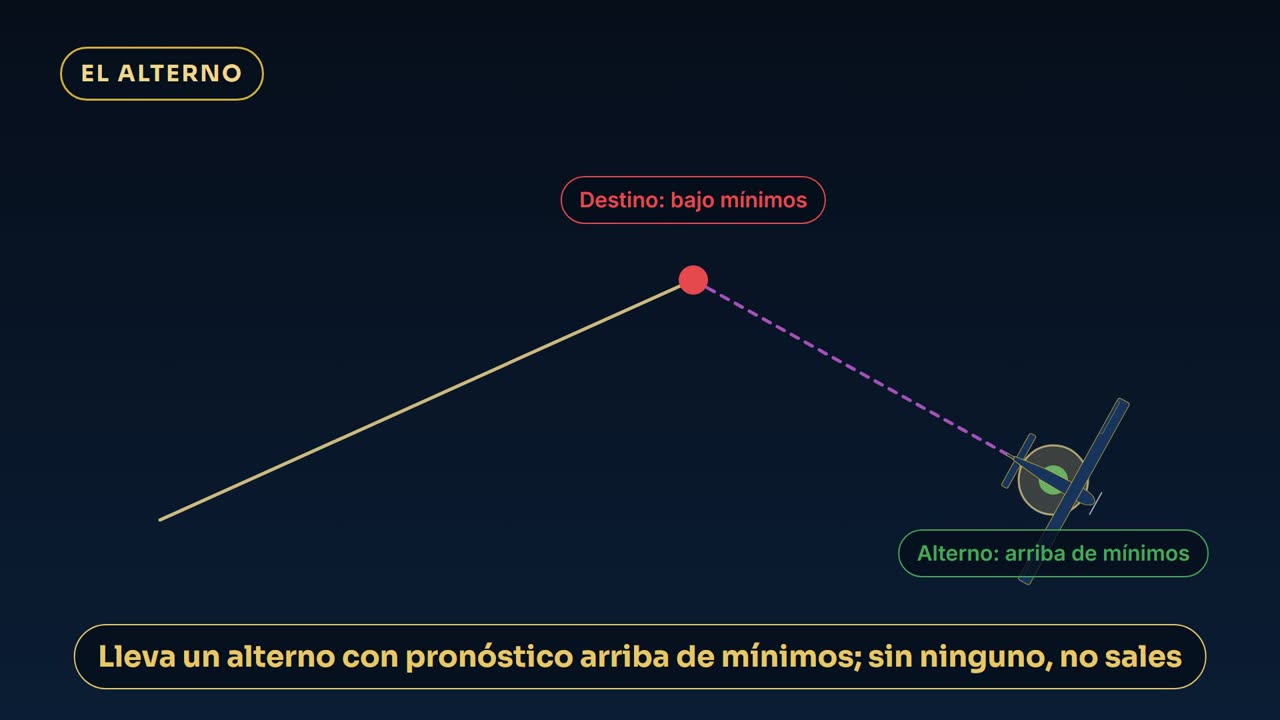 EL ALTERNO
Destino: bajo mínimos
Alterno: arriba de mínimos
Lleva un alterno con pronóstico arriba de mínimos; sin ninguno, no sales